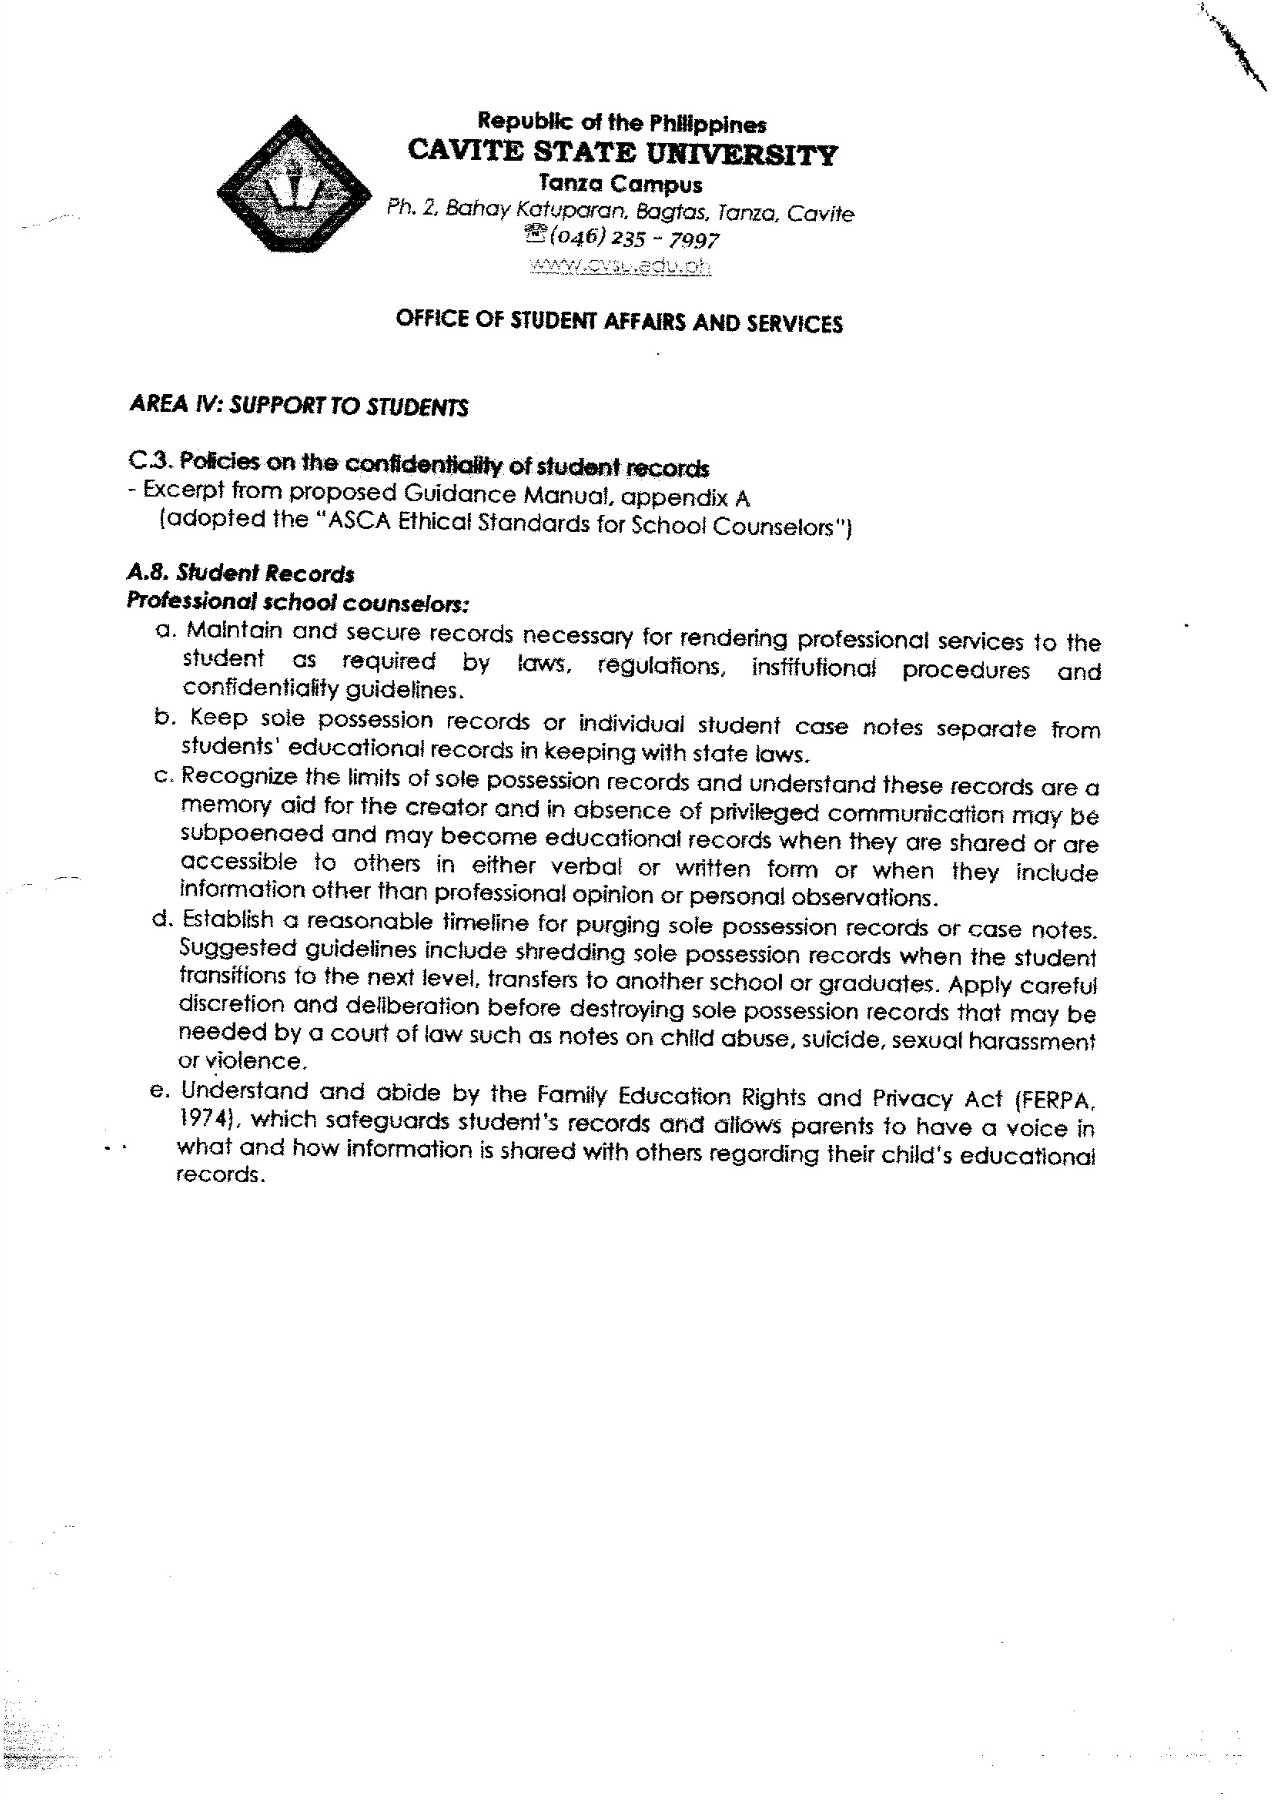 Republic of the Philippines
CAVITE STATE UNIVERSITY
Tanza Campus
Ph. 2, Bahay Katuparan, Bagtas, Tanza, Cavite
☏(046) 235 - 7997
www.cvsu.edu.ph
OFFICE OF STUDENT AFFAIRS AND SERVICES
AREA IV: SUPPORT TO STUDENTS
C.3. Policies on the confidentiality of student records
- Excerpt from proposed Guidance Manual, appendix A
(adopted the "ASCA Ethical Standards for School Counselors")
A.8. Student Records
Professional school counselors:
a. Maintain and secure records necessary for rendering professional services to the
student as required by laws, regulations, institutional procedures and
confidentiality guidelines.
b. Keep sole possession records or individual student case notes separate from
students' educational records in keeping with state laws.
c. Recognize the limits of sole possession records and understand these records are a
memory aid for the creator and in absence of privileged communication may be
subpoenaed and may become educational records when they are shared or are
accessible to others in either verbal or written form or when they include
information other than professional opinion or personal observations.
d. Establish a reasonable timeline for purging sole possession records or case notes.
Suggested guidelines include shredding sole possession records when the student
transitions to the next level, transfers to another school or graduates. Apply careful
discretion and deliberation before destroying sole possession records that may be
needed by a court of law such as notes on child abuse, suicide, sexual harassment
or violence.
e. Understand and abide by the Family Education Rights and Privacy Act (FERPA,
1974), which safeguards student's records and allows parents to have a voice in
what and how information is shared with others regarding their child's educational
records.